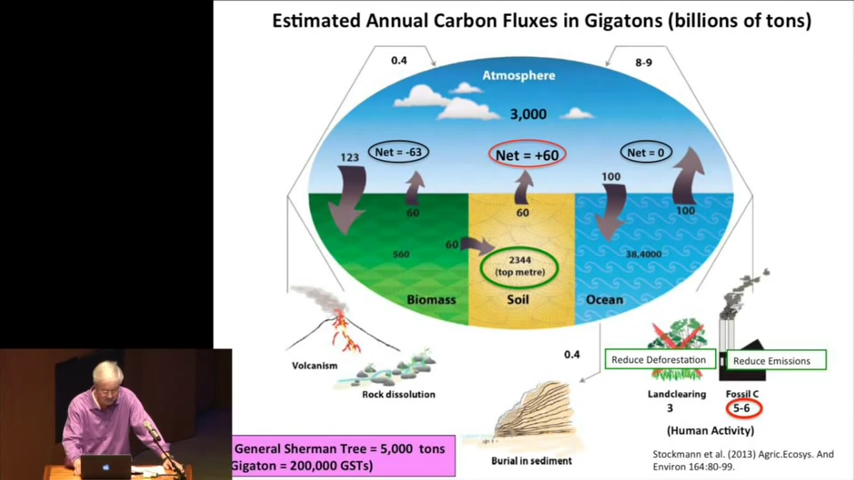 Estimated Annual Carbon Fluxes in Gigatons (billions of tons)
0.4
8-9
Atmosphere
3,000
123
Net = -63
Net = +60
Net = 0
100
60
60
100
60
560
2344
(top metre)
38,4000
Biomass
Soil
Ocean
Volcanism
Rock dissolution
0.4
Reduce Deforestation
Reduce Emissions
Landclearing
3
Fossil C
5-6
(Human Activity)
Burial in sediment
General Sherman Tree = 5,000 tons
Gigaton = 200,000 GSTs)
Stockmann et al. (2013) Agric.Ecosys. And
Environ 164:80-99.